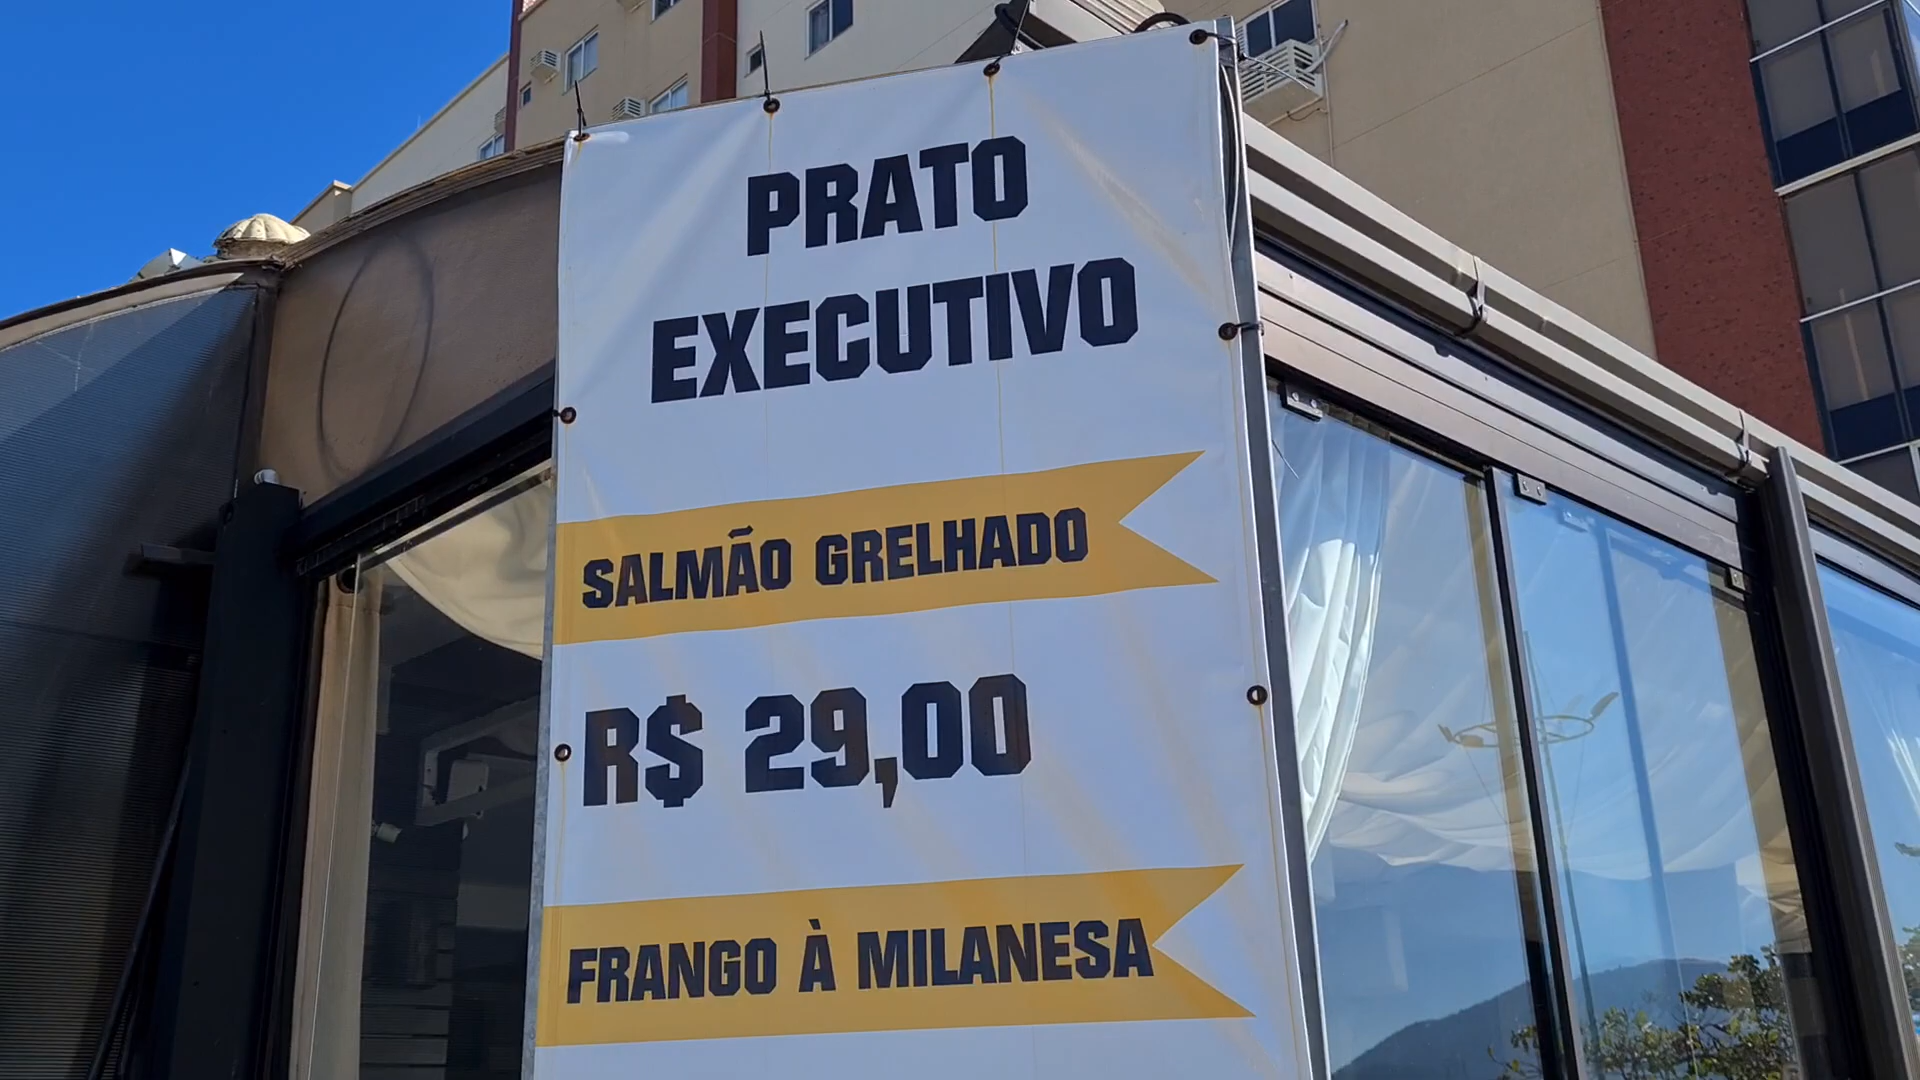 PRATO
EXECUTIVO
SALMÃO GRELHADO
R$ 29,00
FRANGO À MILANESA